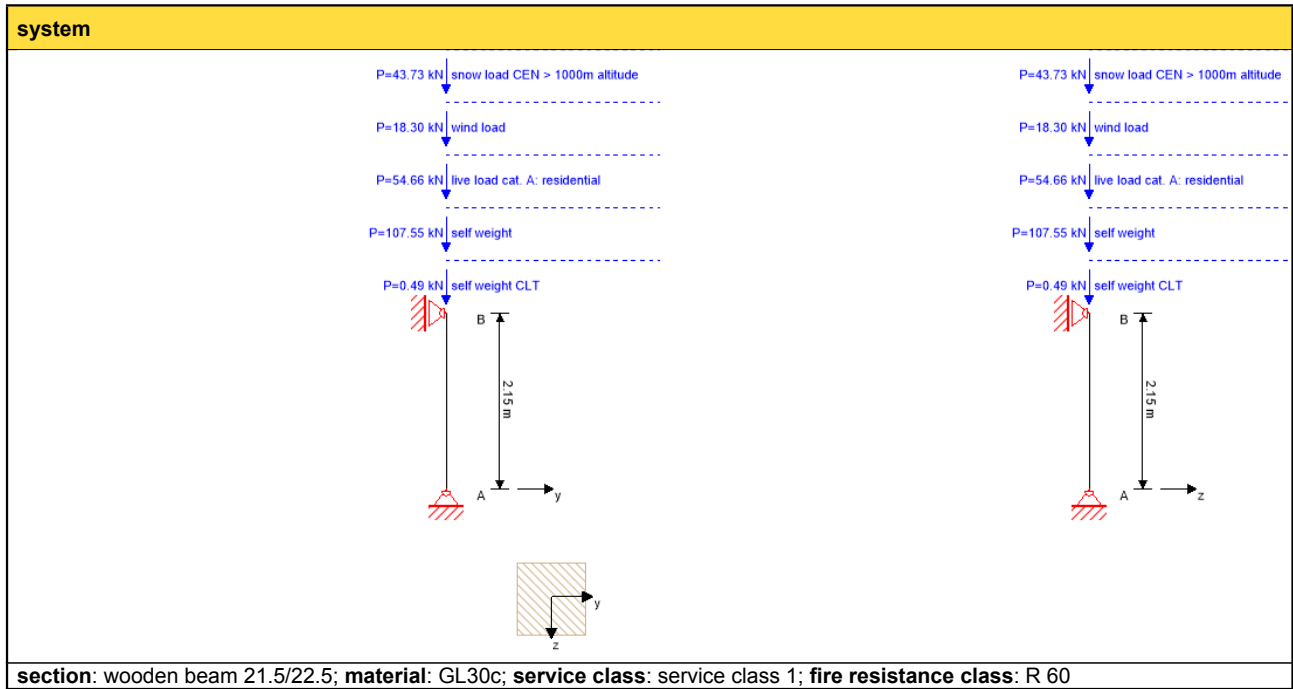 system
P=43.73 kN snow load CEN > 1000m altitude
P=18.30 kN wind load
P=54.66 kN live load cat. A: residential
P=107.55 kN self weight
P=0.49 kN self weight CLT
B
2.15 m
A
y
P=43.73 kN snow load CEN > 1000m altitude
P=18.30 kN wind load
P=54.66 kN live load cat. A: residential
P=107.55 kN self weight
P=0.49 kN self weight CLT
B
2.15 m
A
z
y
z
section: wooden beam 21.5/22.5; material: GL30c; service class: service class 1; fire resistance class: R 60